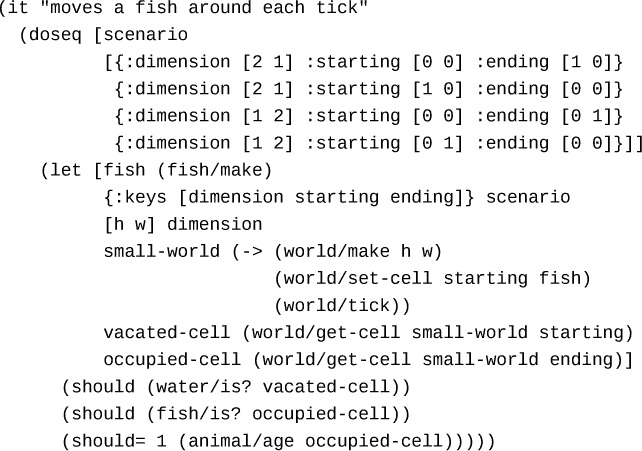 (it "moves a fish around each tick"
  (doseq [scenario
          [{:dimension [2 1] :starting [0 0] :ending [1 0]}
           {:dimension [2 1] :starting [1 0] :ending [0 0]}
           {:dimension [1 2] :starting [0 0] :ending [0 1]}
           {:dimension [1 2] :starting [0 1] :ending [0 0]}]]
    (let [fish (fish/make)
          {:keys [dimension starting ending]} scenario
          [h w] dimension
          small-world (-> (world/make h w)
                          (world/set-cell starting fish)
                          (world/tick))
          vacated-cell (world/get-cell small-world starting)
          occupied-cell (world/get-cell small-world ending)]
      (should (water/is? vacated-cell))
      (should (fish/is? occupied-cell))
      (should= 1 (animal/age occupied-cell)))))